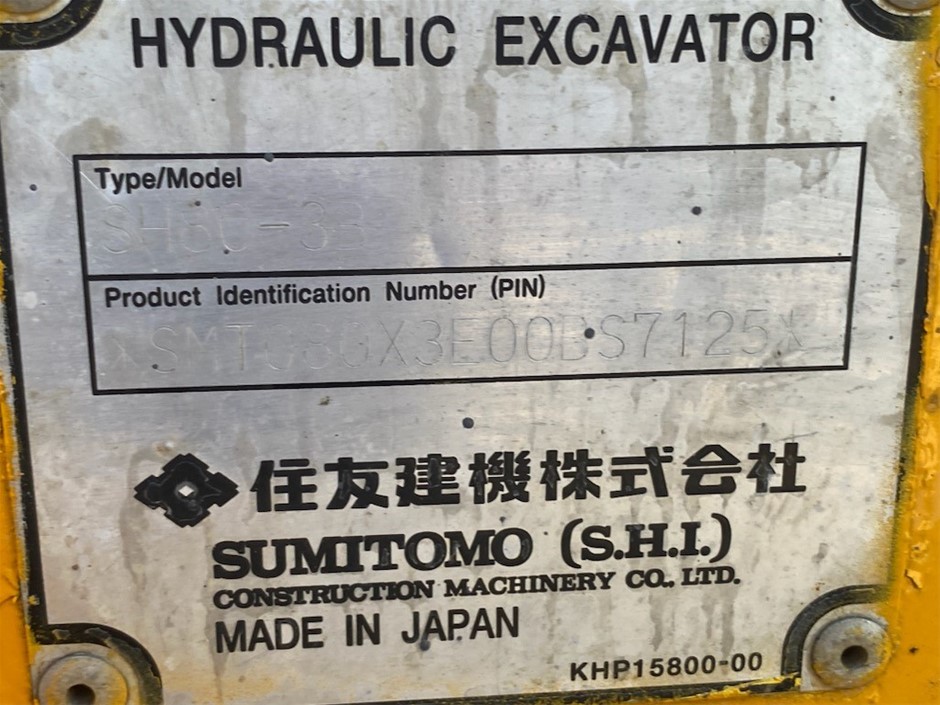 HYDRAULIC EXCAVATOR
Type/Model
Product Identification Number (PIN)
住友建機株式会社
SUMITOMO (S.H.I.)
CONSTRUCTION MACHINERY CO., LTD.
MADE IN JAPAN
KHP15800-00